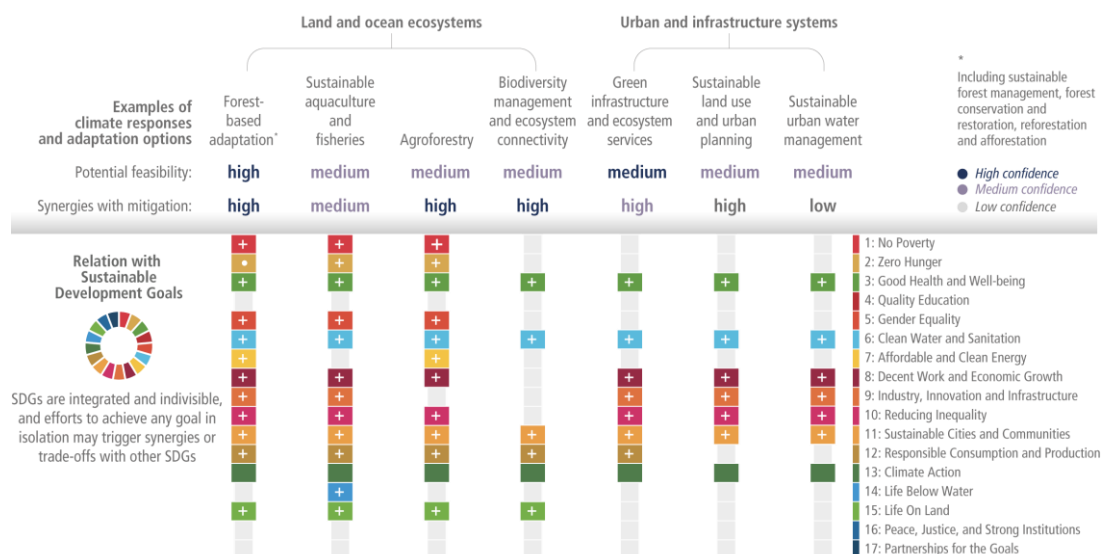 Land and ocean ecosystems
Urban and infrastructure systems
Examples of
climate responses
and adaptation options
Forest-
based
adaptation*
Sustainable
aquaculture
and
fisheries
Agroforestry
Biodiversity
management
and ecosystem
connectivity
Green
infrastructure
and ecosystem
services
Sustainable
land use
and urban
planning
Sustainable
urban water
management
*
Including sustainable
forest management, forest
conservation and
restoration, reforestation
and afforestation
Potential feasibility: high medium medium medium medium medium medium
Synergies with mitigation: high medium high high high high low
High confidence
Medium confidence
Low confidence
Relation with
Sustainable
Development Goals
SDGs are integrated and indivisible,
and efforts to achieve any goal in
isolation may trigger synergies or
trade-offs with other SDGs
+ + + 1: No Poverty
• + + 2: Zero Hunger
+ + + + + + + 3: Good Health and Well-being
4: Quality Education
+ + + 5: Gender Equality
+ + + + + + + 6: Clean Water and Sanitation
+ + 7: Affordable and Clean Energy
+ + + + + + 8: Decent Work and Economic Growth
+ + + + + 9: Industry, Innovation and Infrastructure
+ + + + + + 10: Reducing Inequality
+ + + + + + + 11: Sustainable Cities and Communities
+ + + + + 12: Responsible Consumption and Production
13: Climate Action
+ 14: Life Below Water
+ + + + 15: Life On Land
16: Peace, Justice, and Strong Institutions
17: Partnerships for the Goals